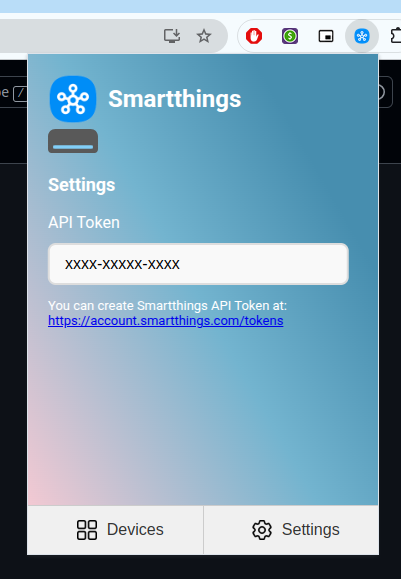 Smartthings
Settings
API Token
xxxx-xxxxx-xxxx
You can create Smartthings API Token at:
https://account.smartthings.com/tokens
Devices
Settings